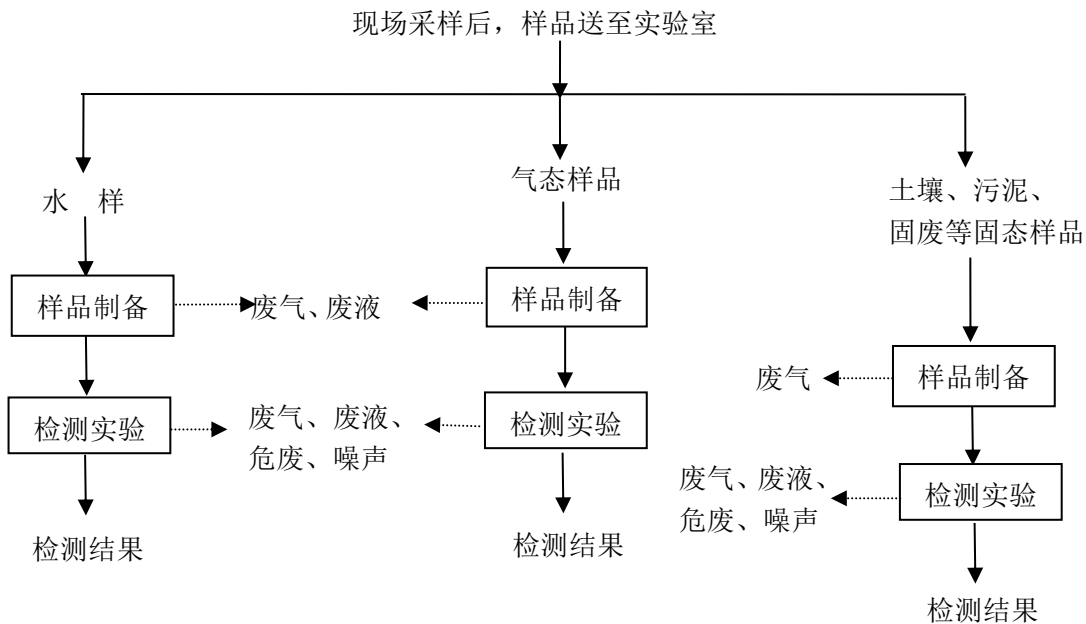 现场采样后，样品送至实验室
水 样
气态样品
土壤、污泥、
固废等固态样品
样品制备
废气、废液
样品制备
废气
样品制备
检测实验
废气、废液、
危废、噪声
检测实验
废气、废液、
危废、噪声
检测实验
检测结果
检测结果
检测结果